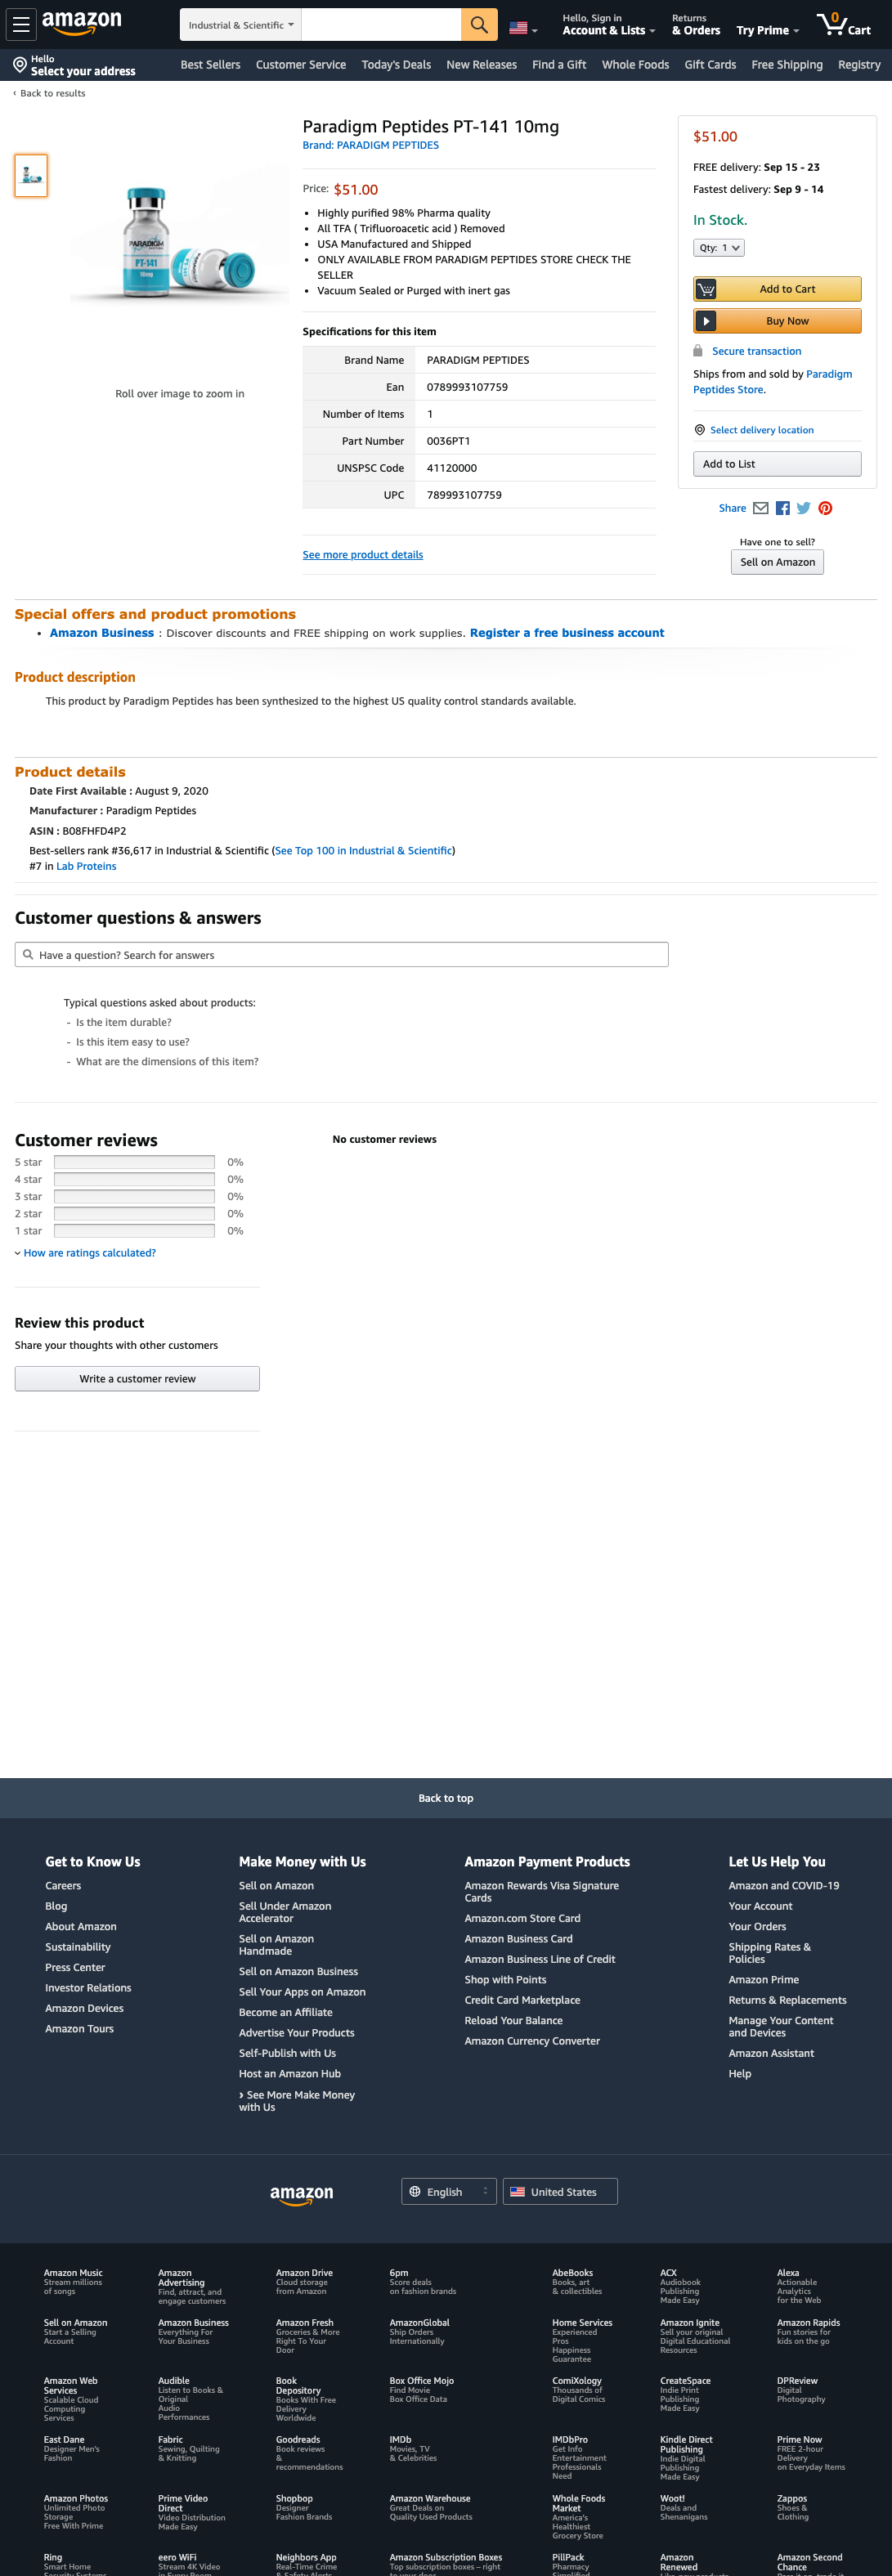 amazon
Industrial & Scientific
Hello, Sign in
Account & Lists
Returns
& Orders
Try Prime
0
Cart
Hello
Select your address
Best Sellers
Customer Service
Today's Deals
New Releases
Find a Gift
Whole Foods
Gift Cards
Free Shipping
Registry
‹ Back to results
Paradigm Peptides PT-141 10mg
Brand: PARADIGM PEPTIDES
PARADIGM
PT-141
10mg
Roll over image to zoom in
Price: $51.00
• Highly purified 98% Pharma quality
• All TFA ( Trifluoroacetic acid ) Removed
• USA Manufactured and Shipped
• ONLY AVAILABLE FROM PARADIGM PEPTIDES STORE CHECK THE
SELLER
• Vacuum Sealed or Purged with inert gas
Specifications for this item
Brand Name PARADIGM PEPTIDES
Ean 0789993107759
Number of Items 1
Part Number 0036PT1
UNSPSC Code 41120000
UPC 789993107759
See more product details
$51.00
FREE delivery: Sep 15 - 23
Fastest delivery: Sep 9 - 14
In Stock.
Qty: 1
Add to Cart
Buy Now
Secure transaction
Ships from and sold by Paradigm
Peptides Store.
Select delivery location
Add to List
Share
Have one to sell?
Sell on Amazon
Special offers and product promotions
• Amazon Business : Discover discounts and FREE shipping on work supplies. Register a free business account
Product description
This product by Paradigm Peptides has been synthesized to the highest US quality control standards available.
Product details
Date First Available : August 9, 2020
Manufacturer : Paradigm Peptides
ASIN : B08FHFD4P2
Best-sellers rank #36,617 in Industrial & Scientific (See Top 100 in Industrial & Scientific)
#7 in Lab Proteins
Customer questions & answers
Have a question? Search for answers
Typical questions asked about products:
- Is the item durable?
- Is this item easy to use?
- What are the dimensions of this item?
Customer reviews
5 star 0%
4 star 0%
3 star 0%
2 star 0%
1 star 0%
How are ratings calculated?
No customer reviews
Review this product
Share your thoughts with other customers
Write a customer review
Back to top
Get to Know Us
Careers
Blog
About Amazon
Sustainability
Press Center
Investor Relations
Amazon Devices
Amazon Tours
Make Money with Us
Sell on Amazon
Sell Under Amazon
Accelerator
Sell on Amazon
Handmade
Sell on Amazon Business
Sell Your Apps on Amazon
Become an Affiliate
Advertise Your Products
Self-Publish with Us
Host an Amazon Hub
› See More Make Money
with Us
Amazon Payment Products
Amazon Rewards Visa Signature
Cards
Amazon.com Store Card
Amazon Business Card
Amazon Business Line of Credit
Shop with Points
Credit Card Marketplace
Reload Your Balance
Amazon Currency Converter
Let Us Help You
Amazon and COVID-19
Your Account
Your Orders
Shipping Rates &
Policies
Amazon Prime
Returns & Replacements
Manage Your Content
and Devices
Amazon Assistant
Help
amazon
English
United States
Amazon Music
Stream millions
of songs
Amazon
Advertising
Find, attract, and
engage customers
Amazon Drive
Cloud storage
from Amazon
6pm
Score deals
on fashion brands
AbeBooks
Books, art
& collectibles
ACX
Audiobook
Publishing
Made Easy
Alexa
Actionable
Analytics
for the Web
Sell on Amazon
Start a Selling
Account
Amazon Business
Everything For
Your Business
Amazon Fresh
Groceries & More
Right To Your
Door
AmazonGlobal
Ship Orders
Internationally
Home Services
Experienced
Pros
Happiness
Guarantee
Amazon Ignite
Sell your original
Digital Educational
Resources
Amazon Rapids
Fun stories for
kids on the go
Amazon Web
Services
Scalable Cloud
Computing
Services
Audible
Listen to Books &
Original
Audio
Performances
Book
Depository
Books With Free
Delivery
Worldwide
Box Office Mojo
Find Movie
Box Office Data
ComiXology
Thousands of
Digital Comics
CreateSpace
Indie Print
Publishing
Made Easy
DPReview
Digital
Photography
East Dane
Designer Men's
Fashion
Fabric
Sewing, Quilting
& Knitting
Goodreads
Book reviews
&
recommendations
IMDb
Movies, TV
& Celebrities
IMDbPro
Get Info
Entertainment
Professionals
Need
Kindle Direct
Publishing
Indie Digital
Publishing
Made Easy
Prime Now
FREE 2-hour
Delivery
on Everyday Items
Amazon Photos
Unlimited Photo
Storage
Free With Prime
Prime Video
Direct
Video Distribution
Made Easy
Shopbop
Designer
Fashion Brands
Amazon Warehouse
Great Deals on
Quality Used Products
Whole Foods
Market
America's
Healthiest
Grocery Store
Woot!
Deals and
Shenanigans
Zappos
Shoes &
Clothing
Ring
Smart Home
Security Systems
eero WiFi
Stream 4K Video
in Every Room
Neighbors App
Real-Time Crime
& Safety Alerts
Amazon Subscription Boxes
Top subscription boxes – right
to your door
PillPack
Pharmacy
Simplified
Amazon
Renewed
Amazon Second
Chance